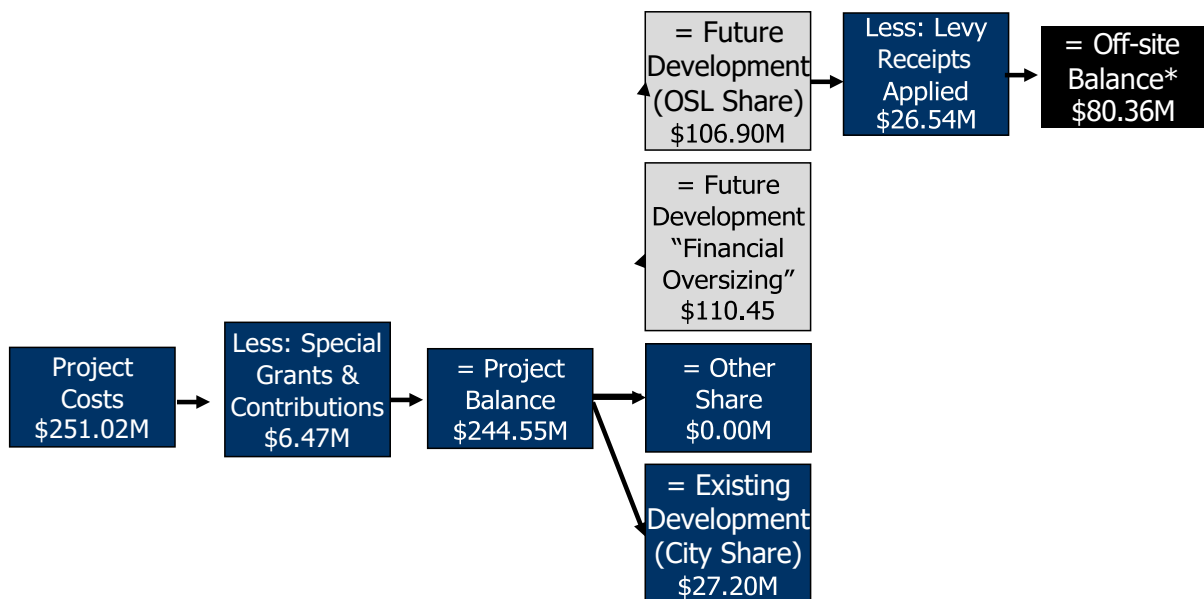 Project
Costs
$251.02M
Less: Special
Grants &
Contributions
$6.47M
= Project
Balance
$244.55M
= Future
Development
(OSL Share)
$106.90M
Less: Levy
Receipts
Applied
$26.54M
= Off-site
Balance*
$80.36M
= Future
Development
“Financial
Oversizing”
$110.45
= Other
Share
$0.00M
= Existing
Development
(City Share)
$27.20M